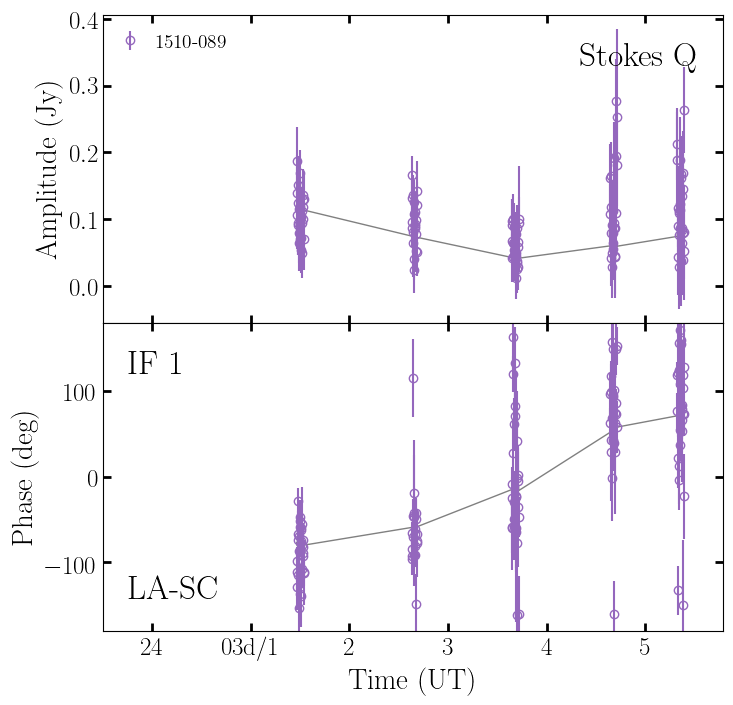 0.4
1510-089
Stokes Q
0.3
0.2
0.1
0.0
Amplitude (Jy)
IF 1
100
0
−100
Phase (deg)
LA-SC
24 03d/1 2 3 4 5
Time (UT)